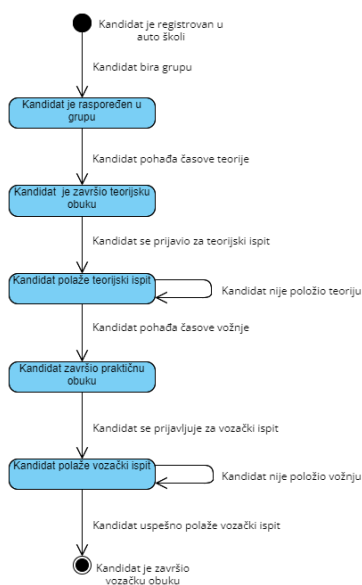 Kandidat je registrovan u
auto školi
Kandidat bira grupu
Kandidat je raspoređen u
grupu
Kandidat pohađa časove teorije
Kandidat  je završio teorijsku
obuku
Kandidat se prijavio za teorijski ispit
Kandidat polaže teorijski ispit
Kandidat nije položio teoriju
Kandidat pohađa časove vožnje
Kandidat završio praktičnu
obuku
Kandidat se prijavljuje za vozački ispit
Kandidat polaže vozački ispit
Kandidat nije položio vožnju
Kandidat uspešno polaže vozački ispit
Kandidat je završio
vozačku obuku